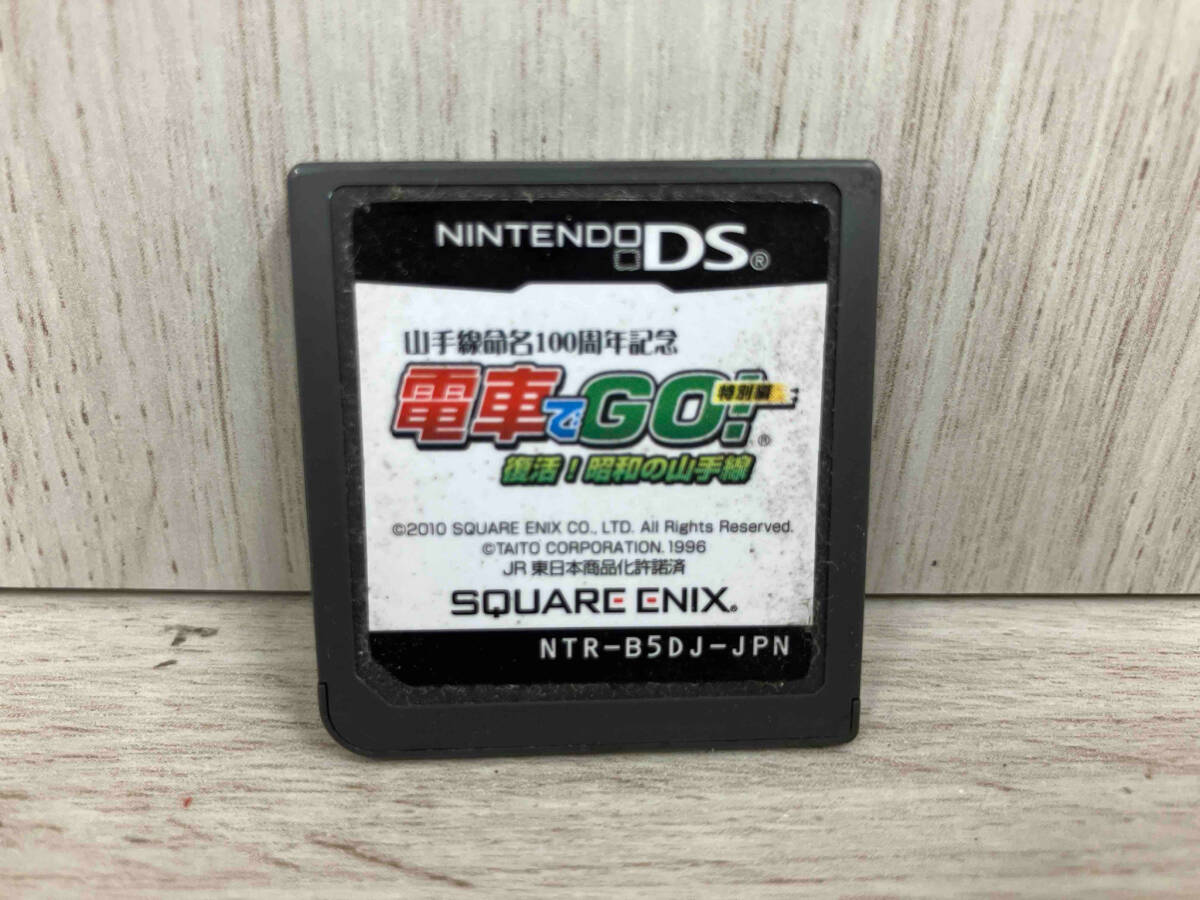 NINTENDO DS®
山手線命名100周年記念
電車でGO! 特別編®
復活!昭和の山手線
©2010 SQUARE ENIX CO., LTD. All Rights Reserved.
©TAITO CORPORATION. 1996
JR 東日本商品化許諾済
SQUARE ENIX®
NTR-B5DJ-JPN